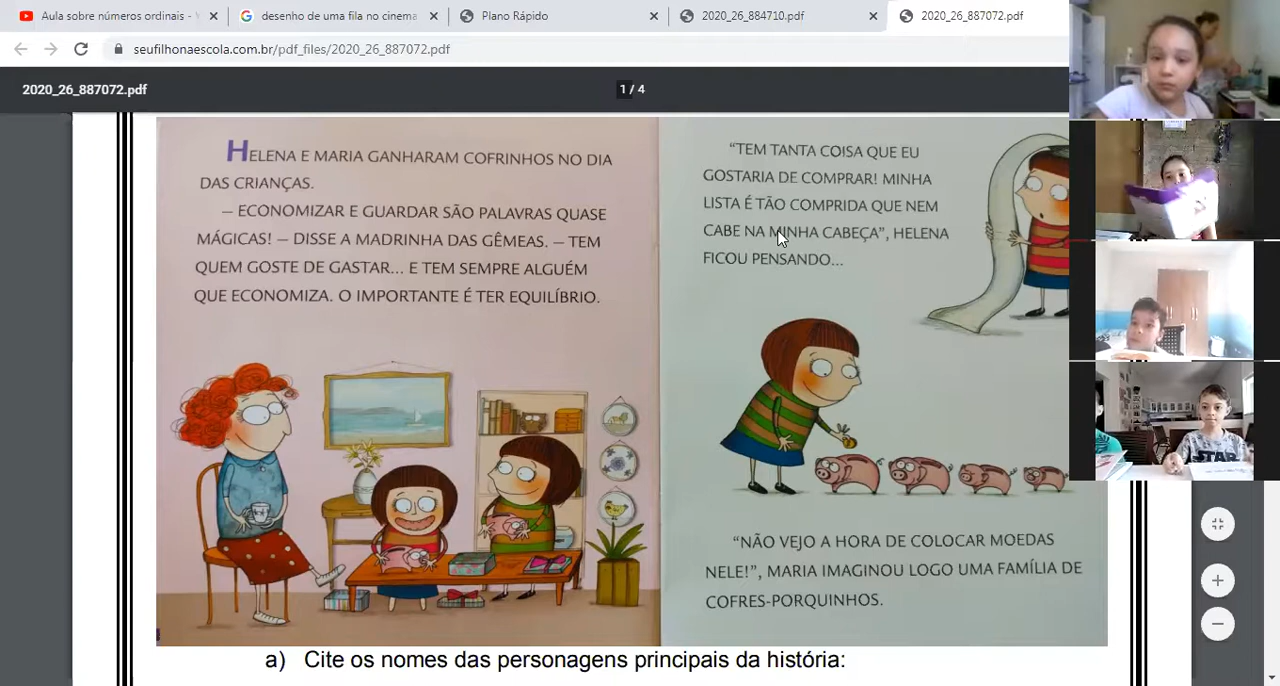 Aula sobre números ordinais - Y
desenho de uma fila no cinema
Plano Rápido
2020_26_884710.pdf
2020_26_887072.pdf
seufilhonaescola.com.br/pdf_files/2020_26_887072.pdf
2020_26_887072.pdf
1 / 4
HELENA E MARIA GANHARAM COFRINHOS NO DIA
DAS CRIANÇAS.
– ECONOMIZAR E GUARDAR SÃO PALAVRAS QUASE
MÁGICAS! – DISSE A MADRINHA DAS GÊMEAS. – TEM
QUEM GOSTE DE GASTAR... E TEM SEMPRE ALGUÉM
QUE ECONOMIZA. O IMPORTANTE É TER EQUILÍBRIO.
“TEM TANTA COISA QUE EU
GOSTARIA DE COMPRAR! MINHA
LISTA É TÃO COMPRIDA QUE NEM
CABE NA MINHA CABEÇA”, HELENA
FICOU PENSANDO...
“NÃO VEJO A HORA DE COLOCAR MOEDAS
NELE!”, MARIA IMAGINOU LOGO UMA FAMÍLIA DE
COFRES-PORQUINHOS.
a) Cite os nomes das personagens principais da história:
STAR